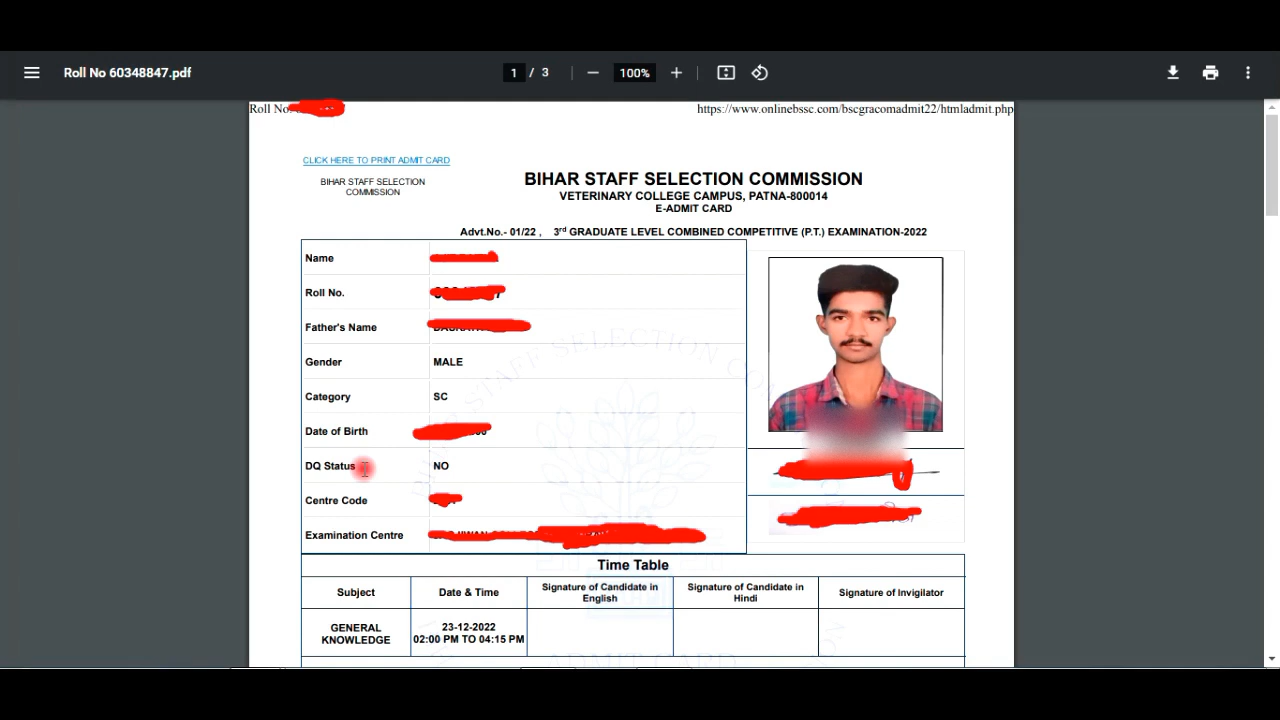 Roll No 60348847.pdf
1 / 3
100%
Roll No.
https://www.onlinebssc.com/bscgracomadmit22/htmladmit.php
CLICK HERE TO PRINT ADMIT CARD
BIHAR STAFF SELECTION
COMMISSION
BIHAR STAFF SELECTION COMMISSION
VETERINARY COLLEGE CAMPUS, PATNA-800014
E-ADMIT CARD
Advt.No.- 01/22 , 3rd GRADUATE LEVEL COMBINED COMPETITIVE (P.T.) EXAMINATION-2022
Name
Roll No.
Father's Name
Gender MALE
Category SC
Date of Birth
DQ Status NO
Centre Code
Examination Centre
Time Table
Subject
Date & Time
Signature of Candidate in
English
Signature of Candidate in
Hindi
Signature of Invigilator
GENERAL
KNOWLEDGE
23-12-2022
02:00 PM TO 04:15 PM